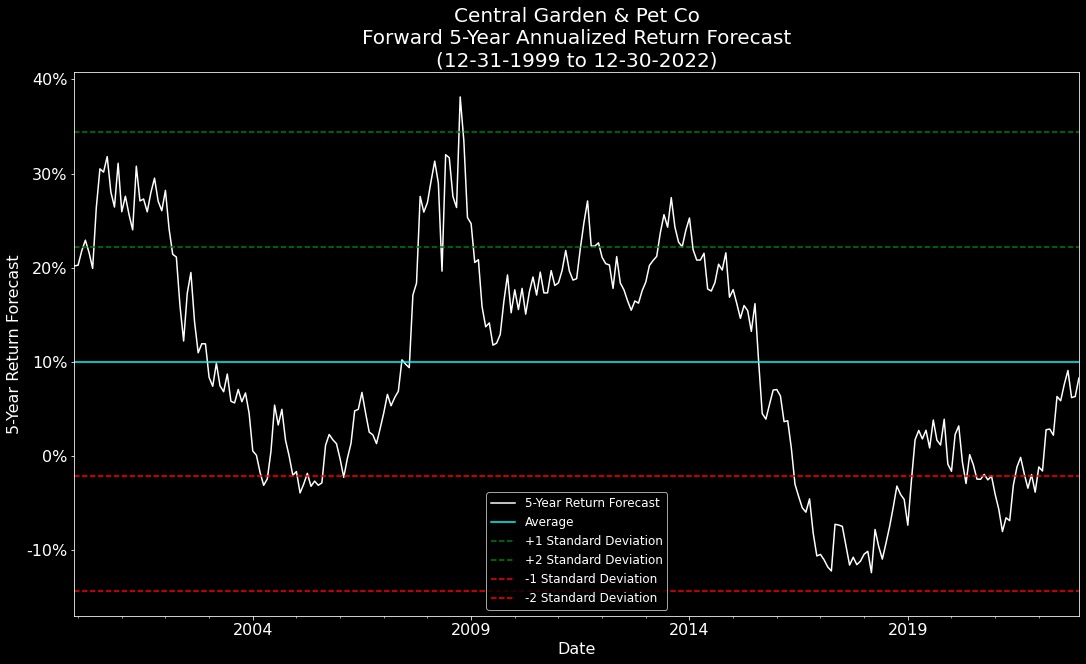 Central Garden & Pet Co
Forward 5-Year Annualized Return Forecast
(12-31-1999 to 12-30-2022)
40%
30%
20%
10%
0%
-10%
5-Year Return Forecast
5-Year Return Forecast
Average
+1 Standard Deviation
+2 Standard Deviation
-1 Standard Deviation
-2 Standard Deviation
2004
2009
2014
2019
Date